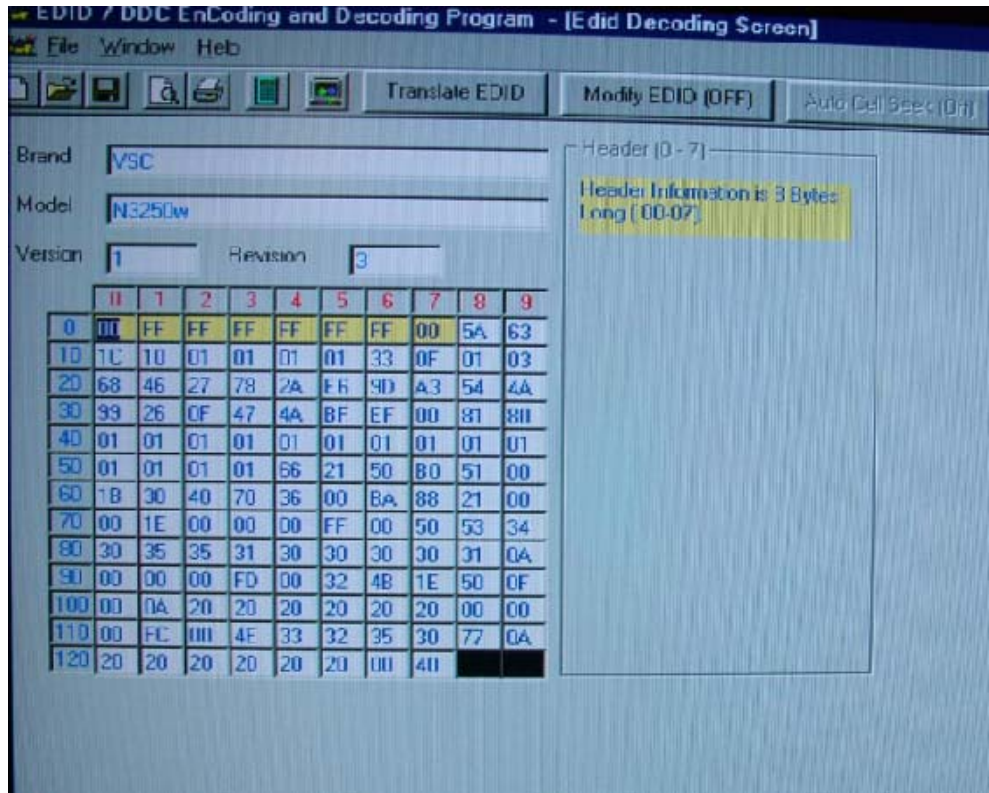 EDID / DDC EnCoding and Decoding Program - [Edid Decoding Screen]
File Window Help
Translate EDID Modify EDID (OFF) Auto Cell Seek (Off)
Brand VSC
Header (0 - 7)
Header Information is 8 Bytes
Long [ 00-07].
Model N3250w
Version 1 Revision 3
0 1 2 3 4 5 6 7 8 9
0 00 FF FF FF FF FF FF 00 5A 63
10 1C 10 01 01 01 01 33 0F 01 03
20 68 46 27 78 2A E6 9D A3 54 4A
30 99 26 0F 47 4A BF EF 00 81 80
40 01 01 01 01 01 01 01 01 01 01
50 01 01 01 01 66 21 50 B0 51 00
60 1B 30 40 70 36 00 BA 88 21 00
70 00 1E 00 00 00 FF 00 50 53 34
80 30 35 35 31 30 30 30 30 31 0A
90 00 00 00 FD 00 32 4B 1E 50 0F
100 00 0A 20 20 20 20 20 20 00 00
110 00 FC 00 4E 33 32 35 30 77 0A
120 20 20 20 20 20 20 00 40